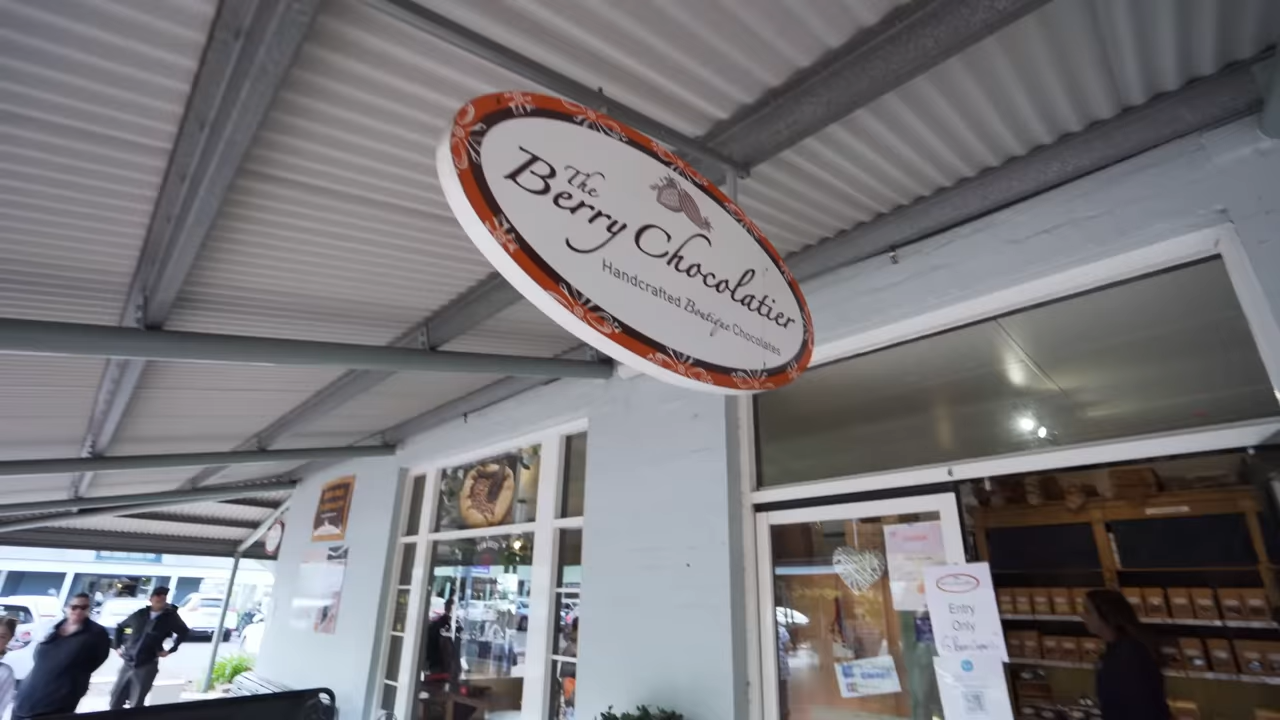 The
Berry Chocolatier
Handcrafted Boutique Chocolates
Entry
Only